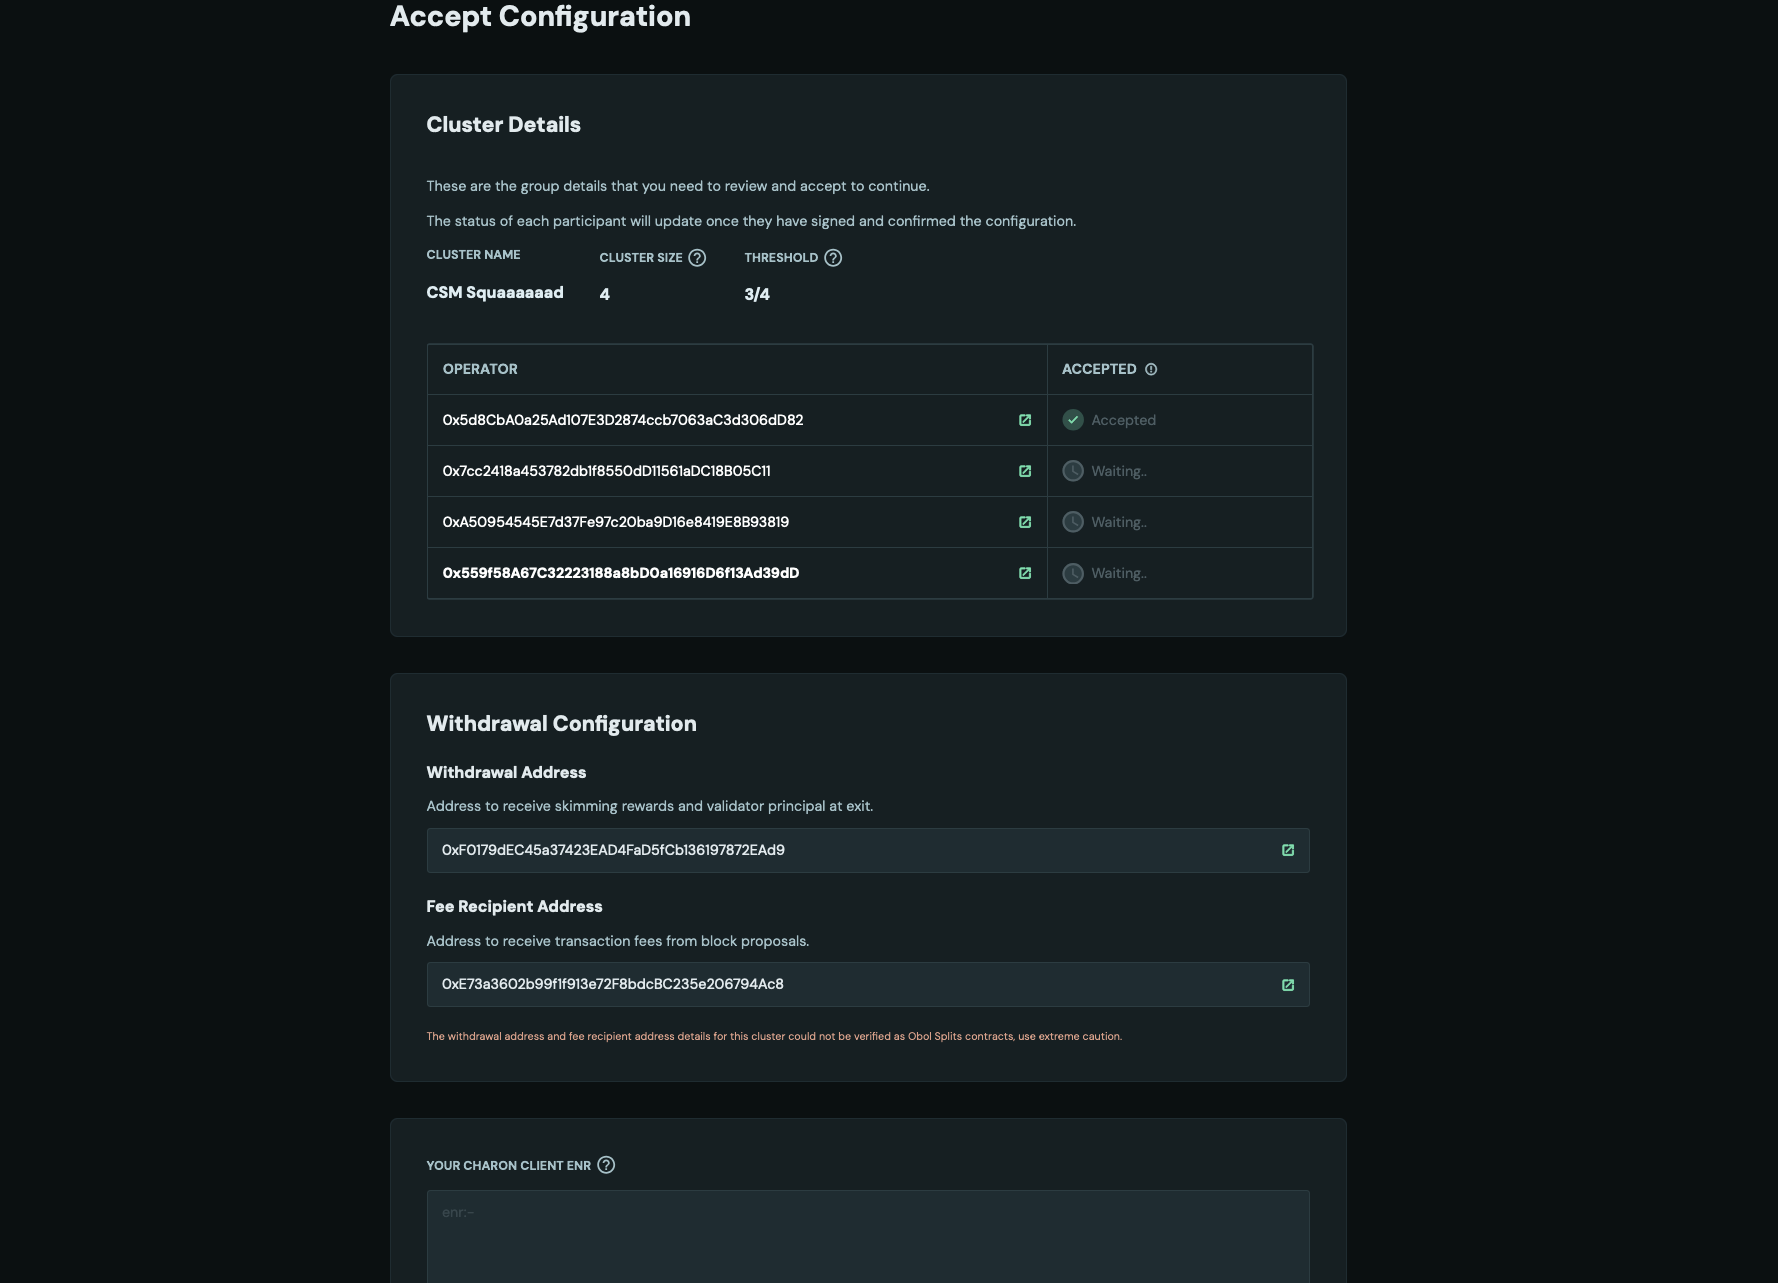 Accept Configuration
Cluster Details
These are the group details that you need to review and accept to continue.
The status of each participant will update once they have signed and confirmed the configuration.
CLUSTER NAME
CLUSTER SIZE
THRESHOLD
CSM Squaaaaaad
4
3/4
OPERATOR
ACCEPTED
0x5d8CbA0a25Ad107E3D2874ccb7063aC3d306dD82
Accepted
0x7cc2418a453782db1f8550dD11561aDC18B05C11
Waiting..
0xA50954545E7d37Fe97c20ba9D16e8419E8B93819
Waiting..
0x559f58A67C32223188a8bD0a16916D6f13Ad39dD
Waiting..
Withdrawal Configuration
Withdrawal Address
Address to receive skimming rewards and validator principal at exit.
0xF0179dEC45a37423EAD4FaD5fCb136197872EAd9
Fee Recipient Address
Address to receive transaction fees from block proposals.
0xE73a3602b99f1f913e72F8bdcBC235e206794Ac8
The withdrawal address and fee recipient address details for this cluster could not be verified as Obol Splits contracts, use extreme caution.
YOUR CHARON CLIENT ENR
enr:-